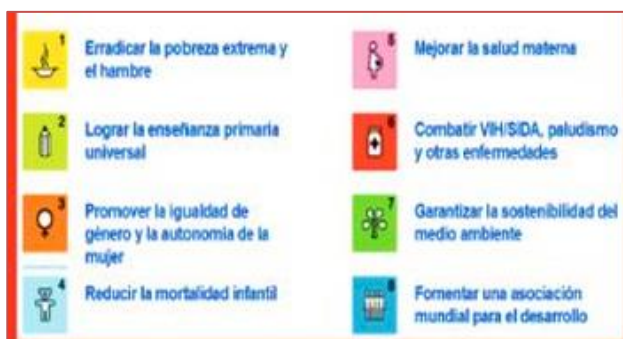 1
Erradicar la pobreza extrema y
el hambre
2
Lograr la enseñanza primaria
universal
3
Promover la igualdad de
género y la autonomia de la
mujer
4
Reducir la mortalidad infantil
5
Mejorar la salud materna
6
Combatir VIH/SIDA, paludismo
y otras enfermedades
7
Garantizar la sostenibilidad del
medio ambiente
8
Fomentar una asociación
mundial para el desarrollo